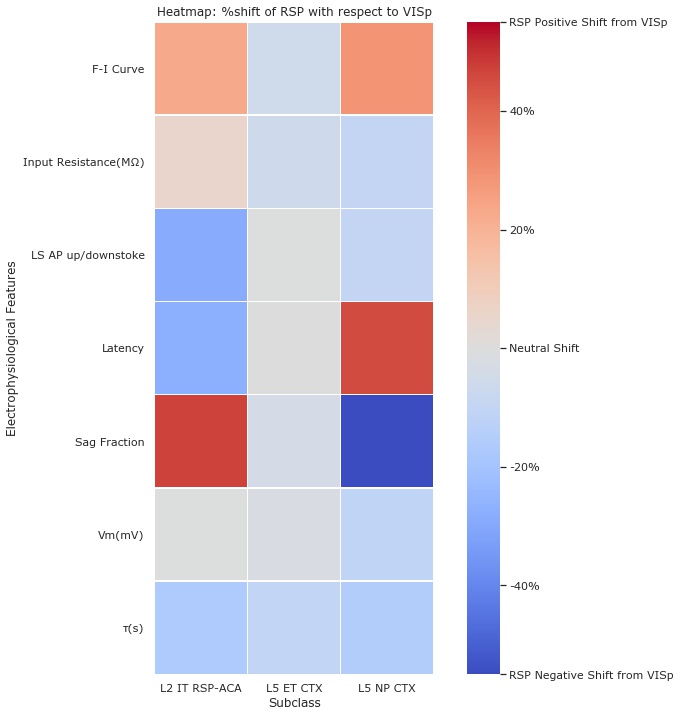 Heatmap: %shift of RSP with respect to VISp
F-I Curve
Input Resistance(MΩ)
LS AP up/downstoke
Latency
Sag Fraction
Vm(mV)
τ(s)
Electrophysiological Features
L2 IT RSP-ACA
L5 ET CTX
L5 NP CTX
Subclass
RSP Positive Shift from VISp
40%
20%
Neutral Shift
-20%
-40%
RSP Negative Shift from VISp